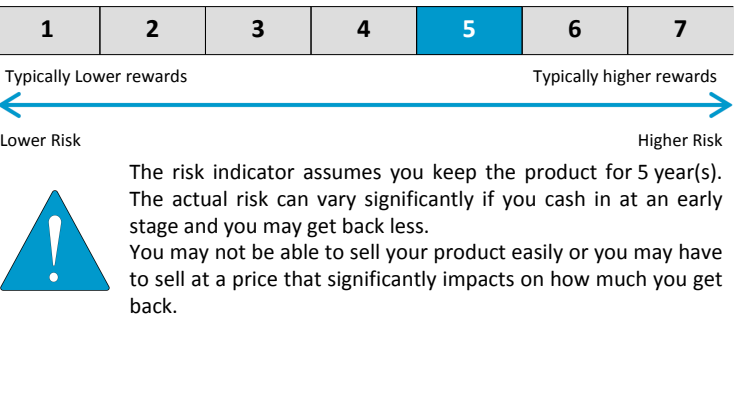 1 2 3 4 5 6 7
Typically Lower rewards Typically higher rewards
Lower Risk Higher Risk
The risk indicator assumes you keep the product for 5 year(s).
The actual risk can vary significantly if you cash in at an early
stage and you may get back less.
You may not be able to sell your product easily or you may have
to sell at a price that significantly impacts on how much you get
back.